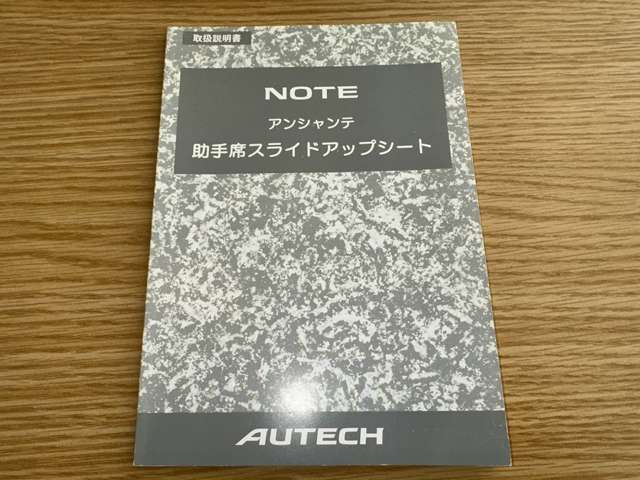 取扱説明書
NOTE
アンシャンテ
助手席スライドアップシート
AUTECH